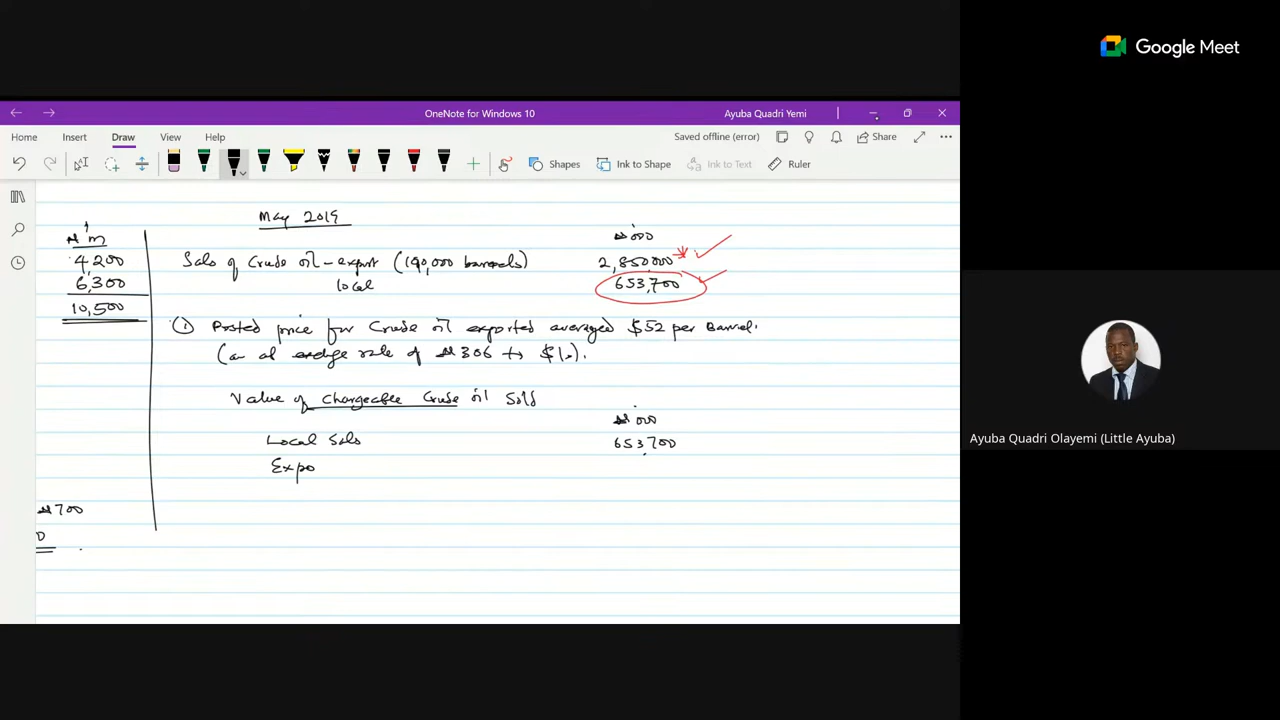 Google Meet
OneNote for Windows 10
Ayuba Quadri Yemi
Home Insert Draw View Help
Saved offline (error)
Share
Shapes
Ink to Shape
Ink to Text
Ruler
May 2019
₦'m
4,200
6,300
10,500
₦'000
Sales of Crude oil - export (190,000 barrels) 2,850,000 *
local 653,700
① Posted price for Crude oil exported averaged $52 per Barrel.
(an at exchge rate of ₦306 to $1.).
Value of Chargeable Crude oil Sold
₦'000
Local Sales 653,700
Expo
₦700
0
Ayuba Quadri Olayemi (Little Ayuba)